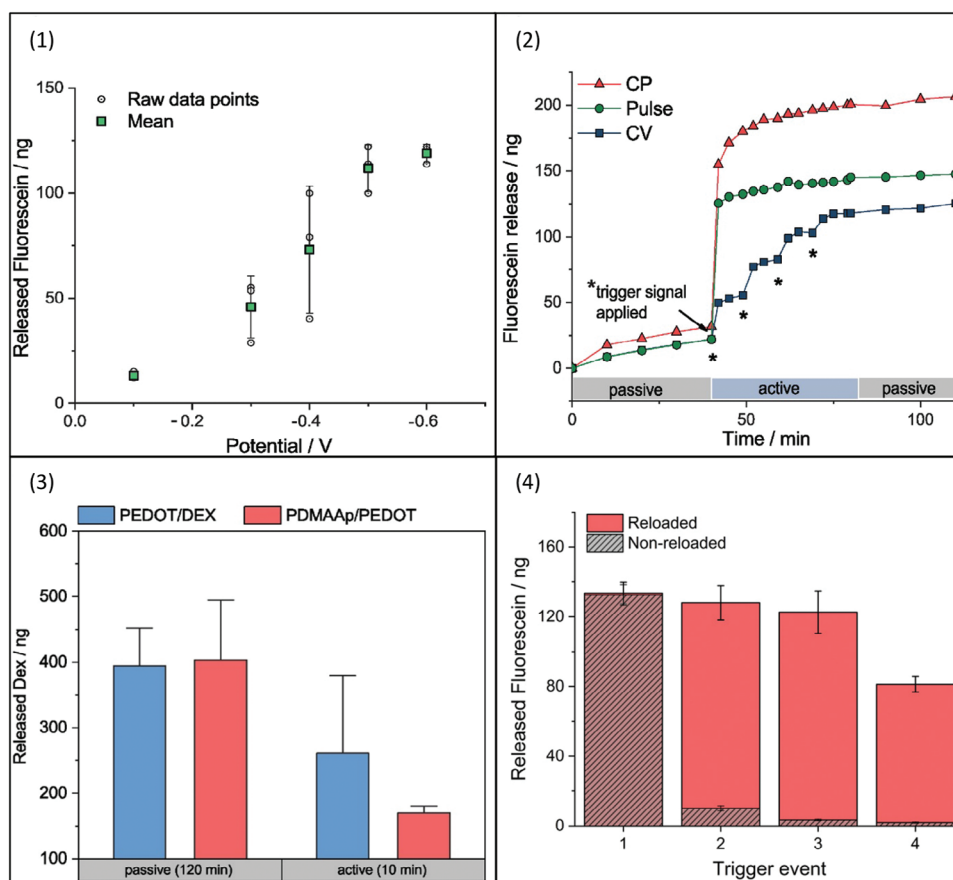 (1)
150
100
50
0
Released Fluorescein / ng
Raw data points
Mean
0.0
-0.2
-0.4
-0.6
Potential / V
(2)
CP
Pulse
CV
200
150
100
50
0
Fluorescein release / ng
*trigger signal
applied
*
*
*
*
passive
active
passive
0
50
100
Time / min
(3)
PEDOT/DEX
PDMAAp/PEDOT
600
500
400
300
200
100
Released Dex / ng
passive (120 min)
active (10 min)
(4)
Reloaded
Non-reloaded
160
120
80
40
0
Released Fluorescein / ng
1
2
3
4
Trigger event